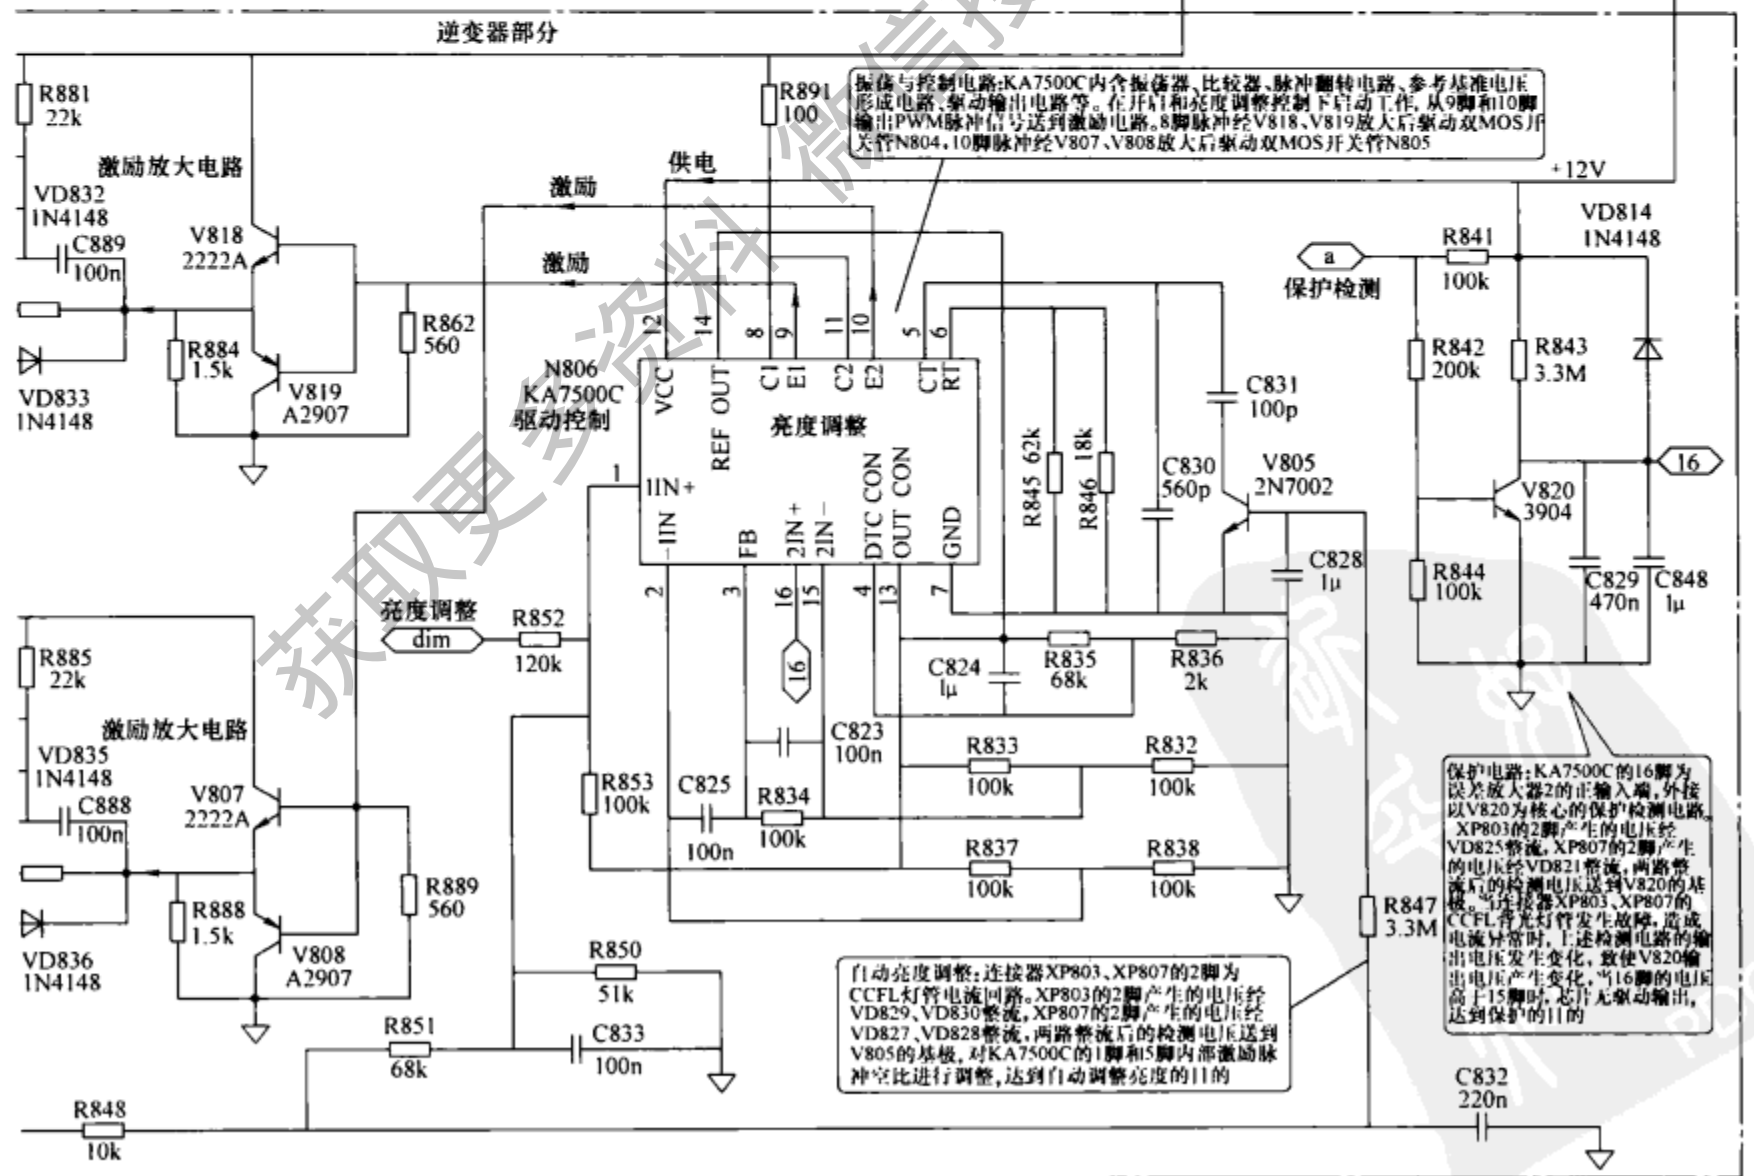 逆变器部分
R881
22k
激励放大电路
VD832
1N4148
C889
100n
V818
2222A
R884
1.5k
VD833
1N4148
V819
A2907
R862
560
激励
激励
供电
R891
100
振荡与控制电路:KA7500C内含振荡器、比较器、脉冲翻转电路、参考基准电压
形成电路、驱动输出电路等。在开启和亮度调整控制下启动工作,从9脚和10脚
输出PWM脉冲信号送到激励电路。8脚脉冲经V818、V819放大后驱动双MOS开
关管N804,10脚脉冲经V807、V808放大后驱动双MOS开关管N805
+12V
N806
KA7500C
驱动控制
亮度调整
12
14
8
9
11
10
5
6
VCC
REF OUT
C1
E1
C2
E2
CT
RT
1
1IN+
-1IN
FB
2IN+
2IN-
DTC CON
OUT CON
GND
2
3
16
15
4
13
7
16
R845 62k
R846 18k
C830
560p
C831
100p
V805
2N7002
C828
1μ
a
保护检测
R841
100k
VD814
1N4148
R842
200k
R843
3.3M
16
V820
3904
R844
100k
C829
470n
C848
1μ
亮度调整
dim
R852
120k
C824
1μ
R835
68k
R836
2k
C823
100n
R853
100k
C825
100n
R834
100k
R833
100k
R832
100k
R837
100k
R838
100k
R847
3.3M
R885
22k
激励放大电路
VD835
1N4148
C888
100n
V807
2222A
R888
1.5k
VD836
1N4148
V808
A2907
R889
560
R850
51k
R851
68k
C833
100n
R848
10k
C832
220n
自动亮度调整:连接器XP803、XP807的2脚为
CCFL灯管电流回路。XP803的2脚产生的电压经
VD829、VD830整流,XP807的2脚产生的电压经
VD827、VD828整流,两路整流后的检测电压送到
V805的基极,对KA7500C的1脚和5脚内部激励脉
冲空比进行调整,达到自动调整亮度的目的
保护电路:KA7500C的16脚为
误差放大器2的正输入端,外接
以V820为核心的保护检测电路。
XP803的2脚产生的电压经
VD825整流,XP807的2脚产生
的电压经VD821整流,两路整
流后的检测电压送到V820的基
极。当连接器XP803、XP807的
CCFL背光灯管发生故障,造成
电流异常时,上述检测电路的输
出电压发生变化,致使V820输
出电压产生变化,当16脚的电压
高于15脚时,芯片无驱动输出,
达到保护的目的
获取更多资料 微信搜